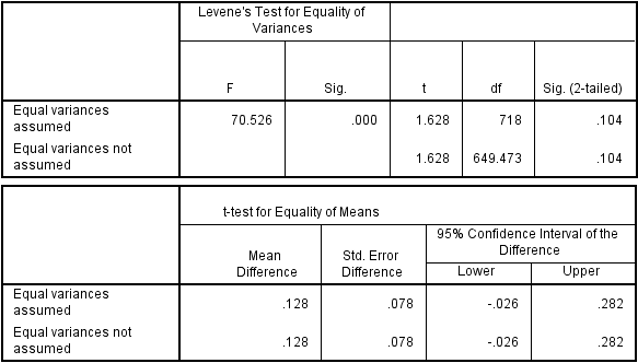 Levene's Test for Equality of
Variances
F Sig. t df Sig. (2-tailed)
Equal variances
assumed 70.526 .000 1.628 718 .104
Equal variances not
assumed 1.628 649.473 .104
t-test for Equality of Means
Mean
Difference
Std. Error
Difference
95% Confidence Interval of the
Difference
Lower Upper
Equal variances
assumed .128 .078 -.026 .282
Equal variances not
assumed .128 .078 -.026 .282